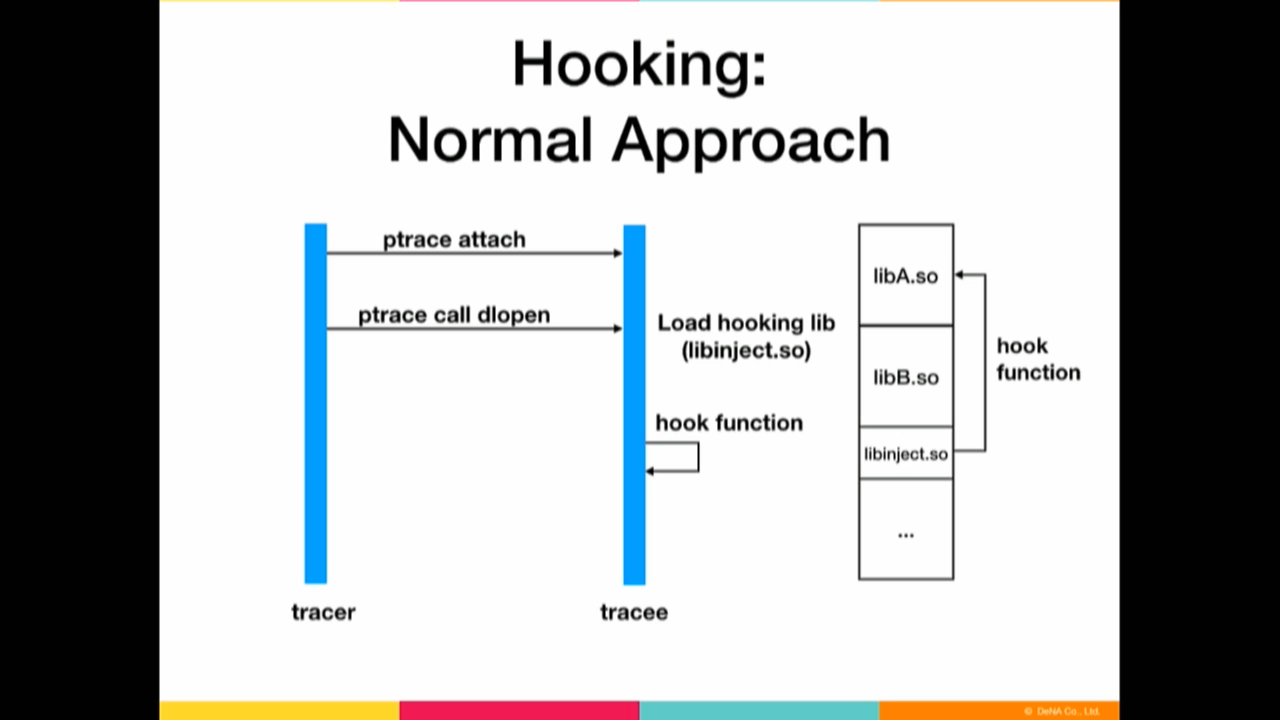 Hooking:
Normal Approach
ptrace attach
ptrace call dlopen
Load hooking lib
(libinject.so)
hook function
libA.so
libB.so
libinject.so
...
hook
function
tracer
tracee
© DeNA Co., Ltd.